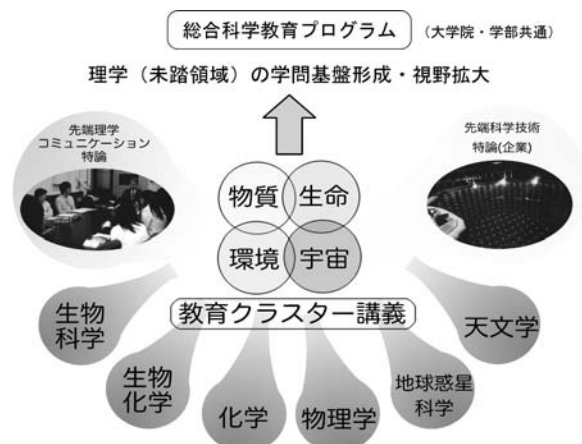 総合科学教育プログラム
(大学院・学部共通)
理学(未踏領域)の学問基盤形成・視野拡大
先端理学
コミュニケーション
特論
先端科学技術
特論(企業)
物質
生命
環境
宇宙
教育クラスター講義
生物
科学
生物
化学
化学
物理学
地球惑星
科学
天文学